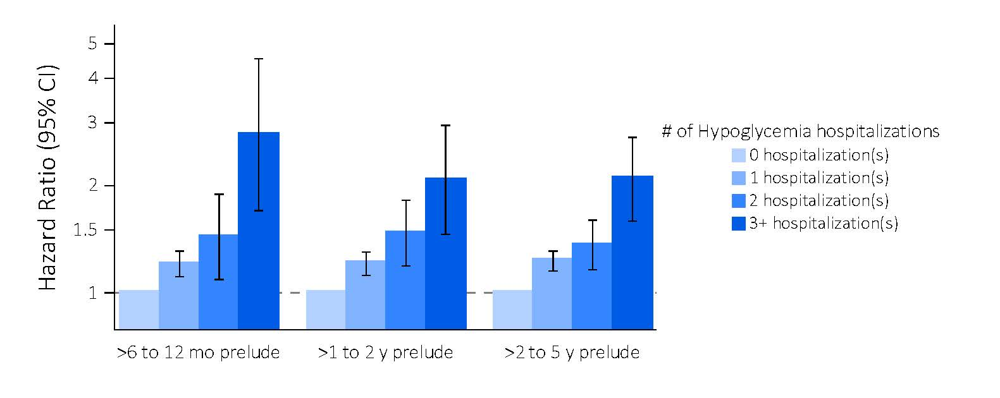 Hazard Ratio (95% CI)
5
4
3
2
1.5
1
>6 to 12 mo prelude
>1 to 2 y prelude
>2 to 5 y prelude
# of Hypoglycemia hospitalizations
0 hospitalization(s)
1 hospitalization(s)
2 hospitalization(s)
3+ hospitalization(s)